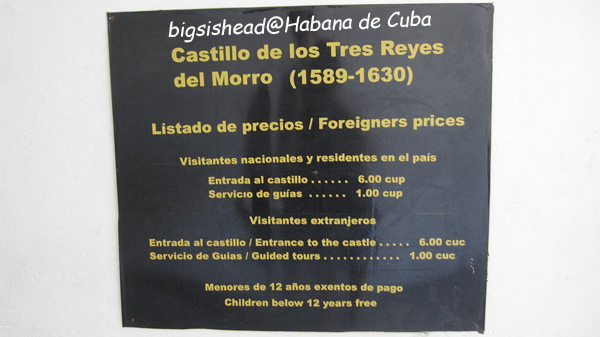 bigsishead@Habana de Cuba
Castillo de los Tres Reyes
del Morro (1589-1630)
Listado de precios / Foreigners prices
Visitantes nacionales y residentes en el país
Entrada al castillo . . . . . . 6.00 cup
Servicio de guías . . . . . . 1.00 cup
Visitantes extranjeros
Entrada al castillo / Entrance to the castle . . . . . 6.00 cuc
Servicio de Guias / Guided tours . . . . . . . . . . . . 1.00 cuc
Menores de 12 años exentos de pago
Children below 12 years free